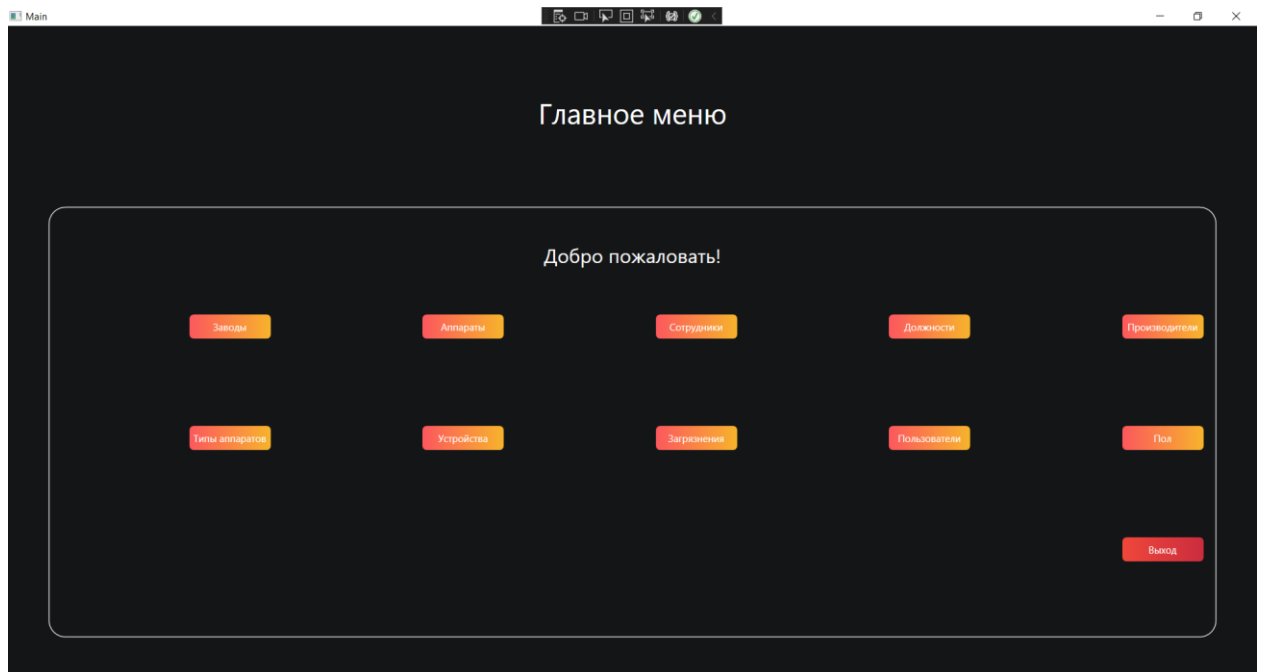 Main
Главное меню
Добро пожаловать!
Заводы
Аппараты
Сотрудники
Должности
Производители
Типы аппаратов
Устройства
Загрязнения
Пользователи
Пол
Выход